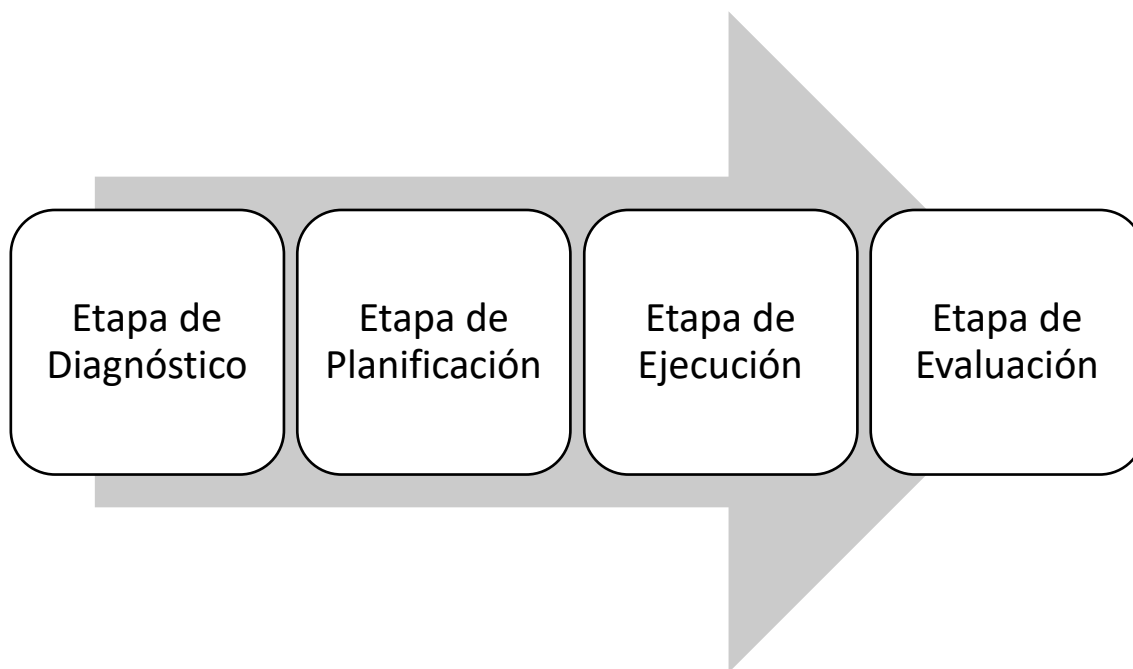 Etapa de
Diagnóstico
Etapa de
Planificación
Etapa de
Ejecución
Etapa de
Evaluación